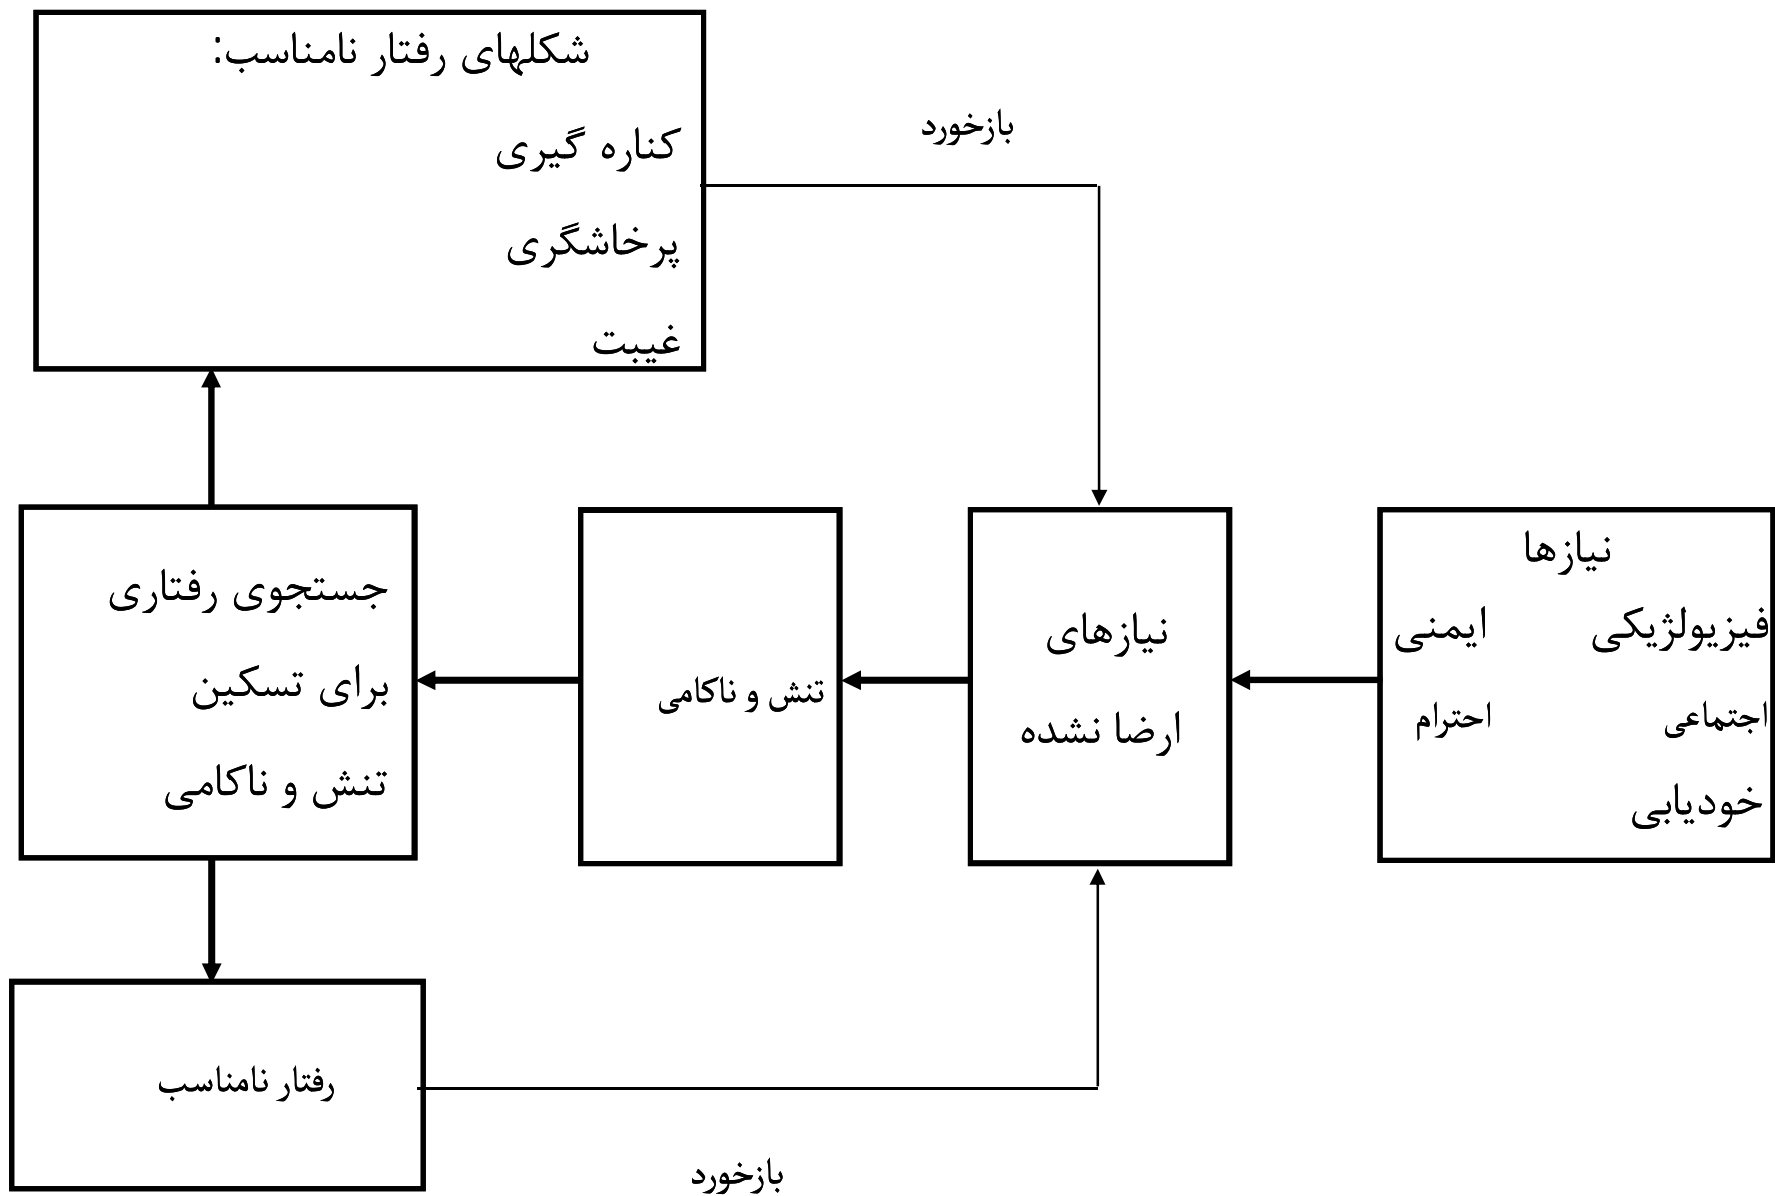 شکلهای رفتار نامناسب:
کناره گیری
پرخاشگری
غیبت
بازخورد
نیازها
فیزیولژیکی ایمنی
اجتماعی احترام
خودیابی
نیازهای
ارضا نشده
تنش و ناکامی
جستجوی رفتاری
برای تسکین
تنش و ناکامی
رفتار نامناسب
بازخورد